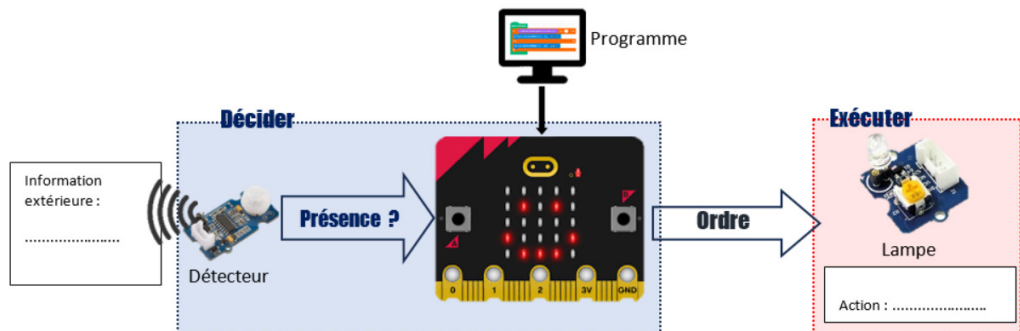 Programme
Décider
Exécuter
Information
extérieure :
.......................
Détecteur
Présence ?
A
B
0
1
2
3V
GND
Ordre
Lampe
Action : .......................